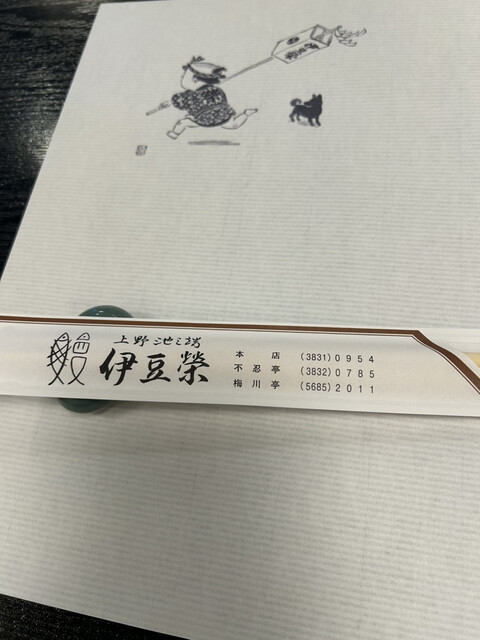 上野池之端
伊豆榮
本店 (3831)0954
不忍亭 (3832)0785
梅川亭 (5685)2011